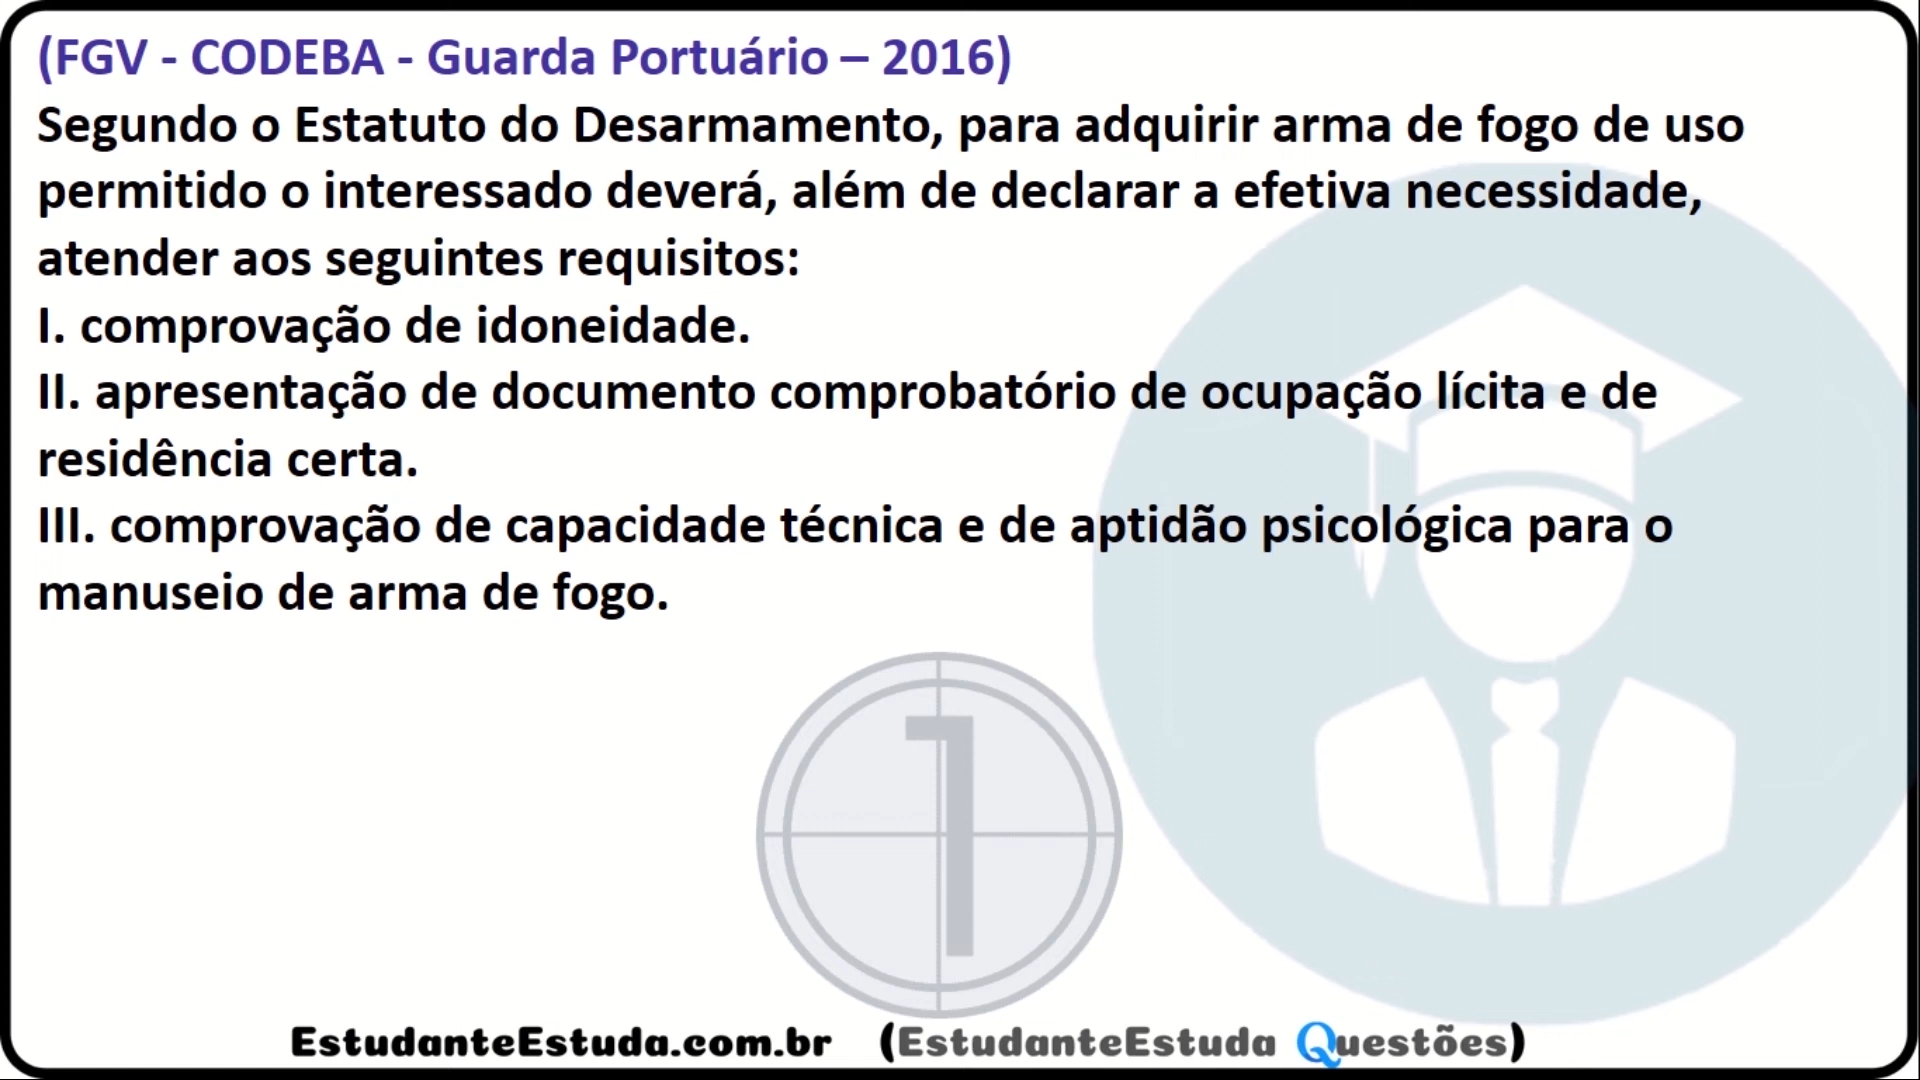 (FGV - CODEBA - Guarda Portuário – 2016)
Segundo o Estatuto do Desarmamento, para adquirir arma de fogo de uso
permitido o interessado deverá, além de declarar a efetiva necessidade,
atender aos seguintes requisitos:
I. comprovação de idoneidade.
II. apresentação de documento comprobatório de ocupação lícita e de
residência certa.
III. comprovação de capacidade técnica e de aptidão psicológica para o
manuseio de arma de fogo.
1
EstudanteEstuda.com.br (EstudanteEstuda Questões)